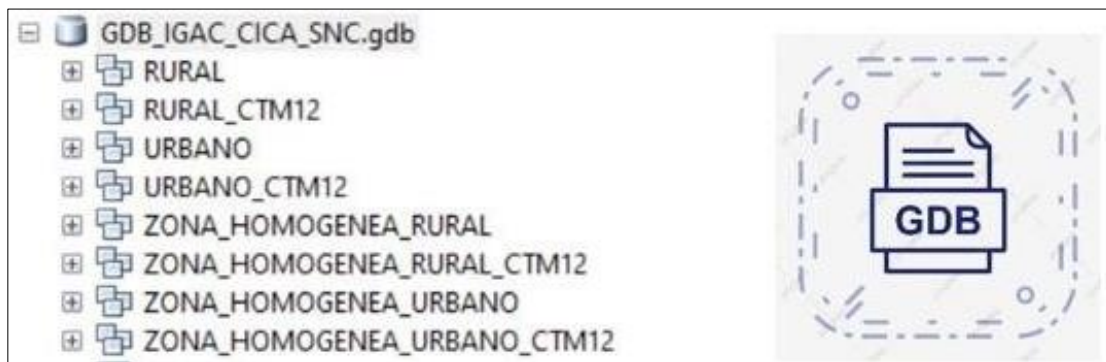 GDB_IGAC_CICA_SNC.gdb
RURAL
RURAL_CTM12
URBANO
URBANO_CTM12
ZONA_HOMOGENEA_RURAL
ZONA_HOMOGENEA_RURAL_CTM12
ZONA_HOMOGENEA_URBANO
ZONA_HOMOGENEA_URBANO_CTM12
GDB